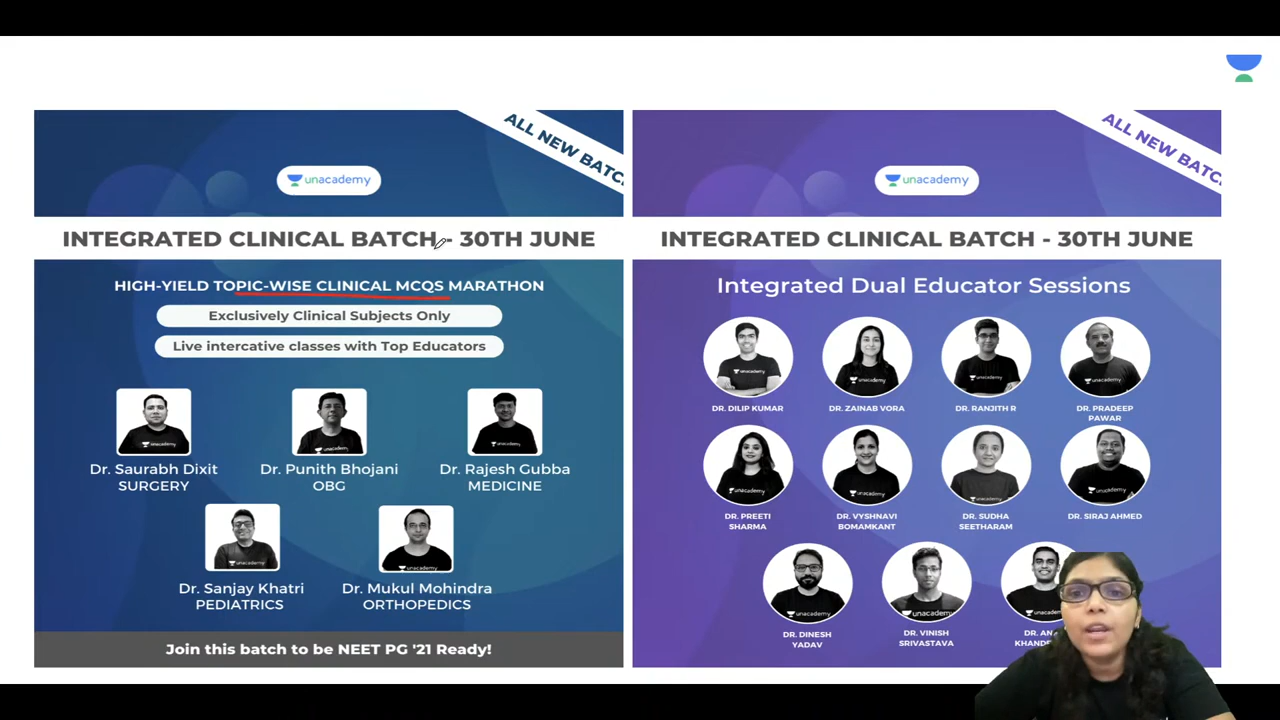 ALL NEW BATC
unacademy
INTEGRATED CLINICAL BATCH - 30TH JUNE
HIGH-YIELD TOPIC-WISE CLINICAL MCQS MARATHON
Exclusively Clinical Subjects Only
Live intercative classes with Top Educators
Dr. Saurabh Dixit
SURGERY
Dr. Punith Bhojani
OBG
Dr. Rajesh Gubba
MEDICINE
Dr. Sanjay Khatri
PEDIATRICS
Dr. Mukul Mohindra
ORTHOPEDICS
Join this batch to be NEET PG '21 Ready!
ALL NEW BATC
unacademy
INTEGRATED CLINICAL BATCH - 30TH JUNE
Integrated Dual Educator Sessions
DR. DILIP KUMAR
DR. ZAINAB VORA
DR. RANJITH R
DR. PRADEEP
PAWAR
DR. PREETI
SHARMA
DR. VYSHNAVI
BOMAMKANT
DR. SUDHA
SEETHARAM
DR. SIRAJ AHMED
DR. DINESH
YADAV
DR. VINISH
SRIVASTAVA
DR. AN
KHANDE